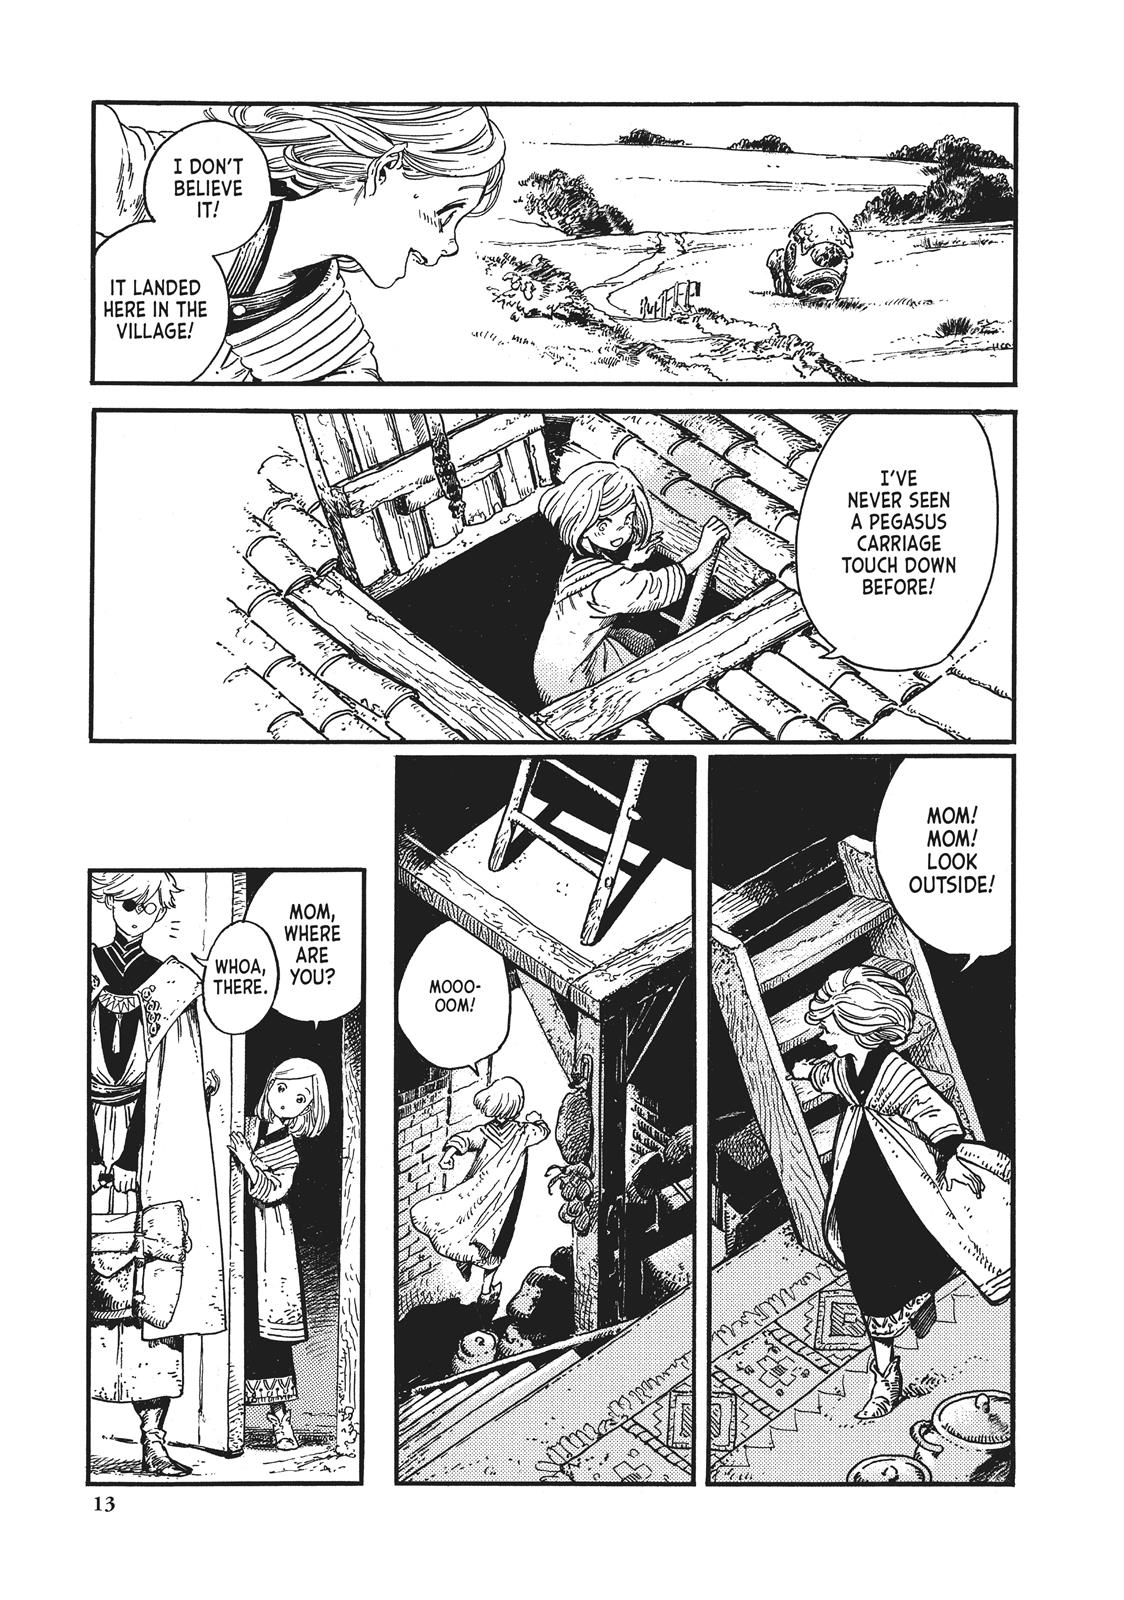 I DON'T
BELIEVE
IT!
IT LANDED
HERE IN THE
VILLAGE!
I'VE
NEVER SEEN
A PEGASUS
CARRIAGE
TOUCH DOWN
BEFORE!
MOM!
MOM!
LOOK
OUTSIDE!
MOOO-
OOM!
MOM,
WHERE
ARE
YOU?
WHOA,
THERE.
13